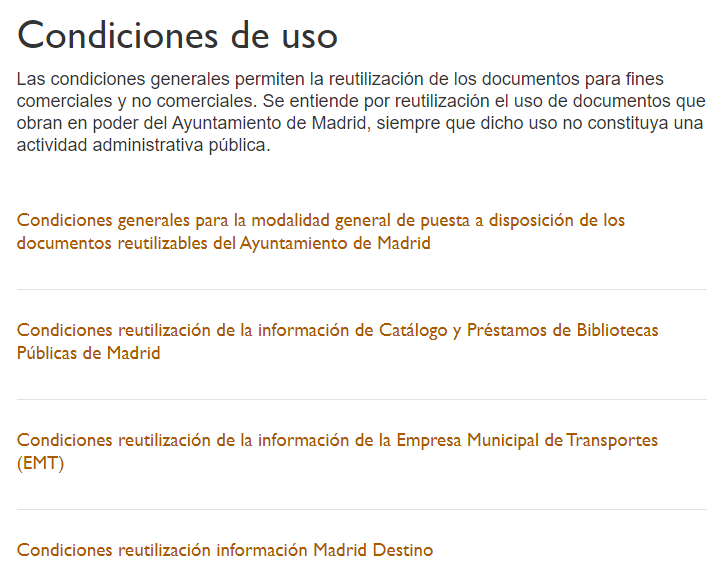 Condiciones de uso
Las condiciones generales permiten la reutilización de los documentos para fines
comerciales y no comerciales. Se entiende por reutilización el uso de documentos que
obran en poder del Ayuntamiento de Madrid, siempre que dicho uso no constituya una
actividad administrativa pública.
Condiciones generales para la modalidad general de puesta a disposición de los
documentos reutilizables del Ayuntamiento de Madrid
Condiciones reutilización de la información de Catálogo y Préstamos de Bibliotecas
Públicas de Madrid
Condiciones reutilización de la información de la Empresa Municipal de Transportes
(EMT)
Condiciones reutilización información Madrid Destino